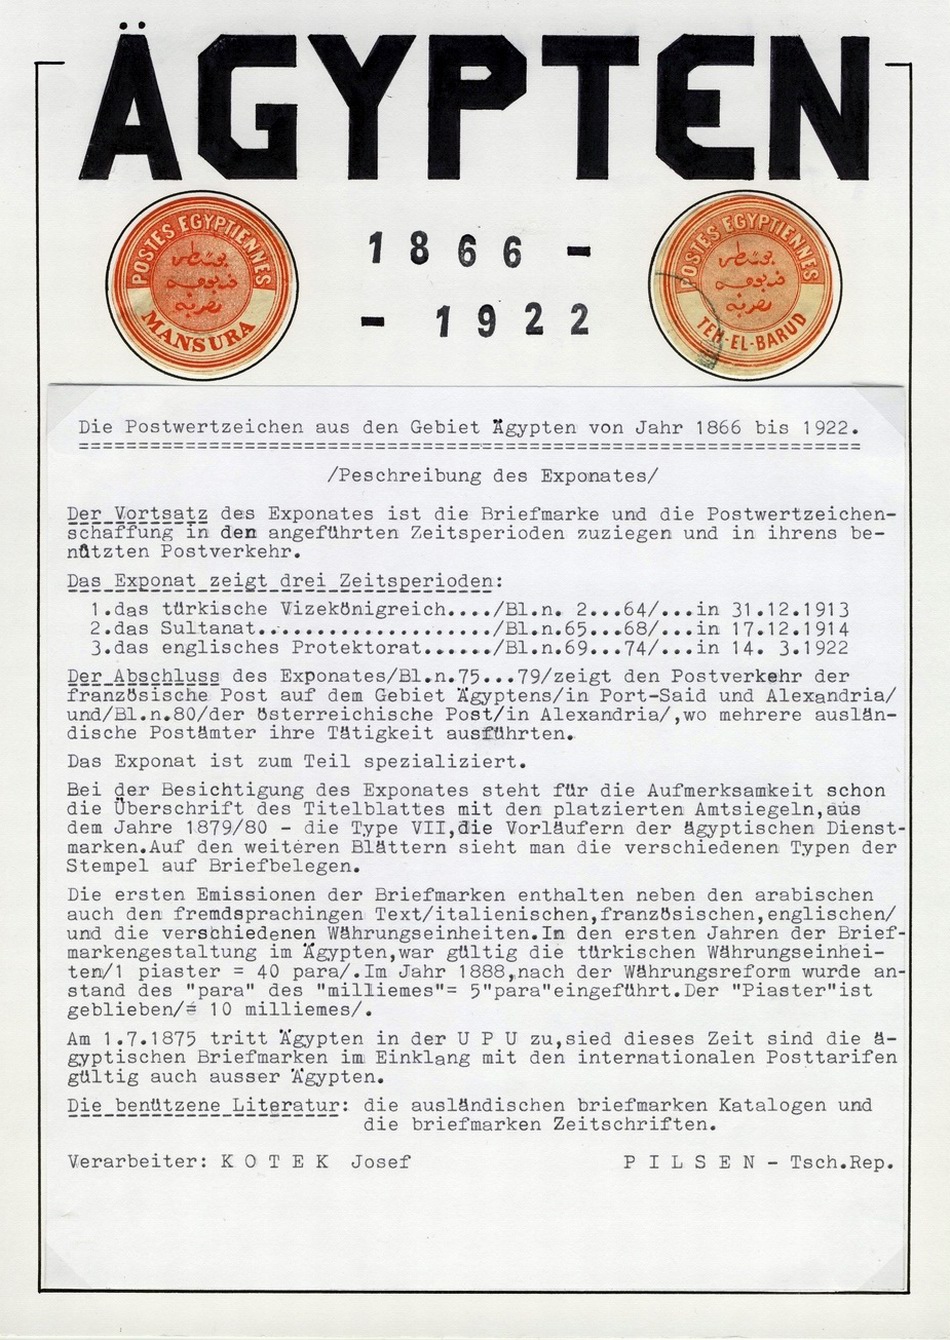 ÄGYPTEN
POSTES EGYPTIENNES
MANSURA
1866 -
- 1922
POSTES EGYPTIENNES
TEH-EL-BARUD
Die Postwertzeichen aus den Gebiet Ägypten von Jahr 1866 bis 1922.
/Peschreibung des Exponates/
Der Vortsatz des Exponates ist die Briefmarke und die Postwertzeichen-
schaffung in den angeführten Zeitsperioden zuziegen und in ihrens be-
nützten Postverkehr.
Das Exponat zeigt drei Zeitsperioden:
1.das türkische Vizekönigreich..../Bl.n. 2...64/...in 31.12.1913
2.das Sultanat..................../Bl.n.65...68/...in 17.12.1914
3.das englisches Protektorat....../Bl.n.69...74/...in 14. 3.1922
Der Abschluss des Exponates/Bl.n.75...79/zeigt den Postverkehr der
französische Post auf dem Gebiet Ägyptens/in Port-Said und Alexandria/
und/Bl.n.80/der österreichische Post/in Alexandria/,wo mehrere auslän-
dische Postämter ihre Tätigkeit ausführten.
Das Exponat ist zum Teil spezializiert.
Bei der Besichtigung des Exponates steht für die Aufmerksamkeit schon
die Überschrift des Titelblattes mit den platzierten Amtsiegeln,aus
dem Jahre 1879/80 - die Type VII,die Vorläufern der ägyptischen Dienst-
marken.Auf den weiteren Blättern sieht man die verschiedenen Typen der
Stempel auf Briefbelegen.
Die ersten Emissionen der Briefmarken enthalten neben den arabischen
auch den fremdsprachingen Text/italienischen,französischen,englischen/
und die verschiedenen Währungseinheiten.In den ersten Jahren der Brief-
markengestaltung im Ägypten,war gültig die türkischen Währungseinhei-
ten/1 piaster = 40 para/.Im Jahr 1888,nach der Währungsreform wurde an-
stand des "para" des "milliemes"= 5"para"eingeführt.Der "Piaster"ist
geblieben/= 10 milliemes/.
Am 1.7.1875 tritt Ägypten in der U P U zu,sied dieses Zeit sind die ä-
gyptischen Briefmarken im Einklang mit den internationalen Posttarifen
gültig auch ausser Ägypten.
Die benützene Literatur: die ausländischen briefmarken Katalogen und
die briefmarken Zeitschriften.
Verarbeiter: K O T E K Josef P I L S E N - Tsch.Rep.